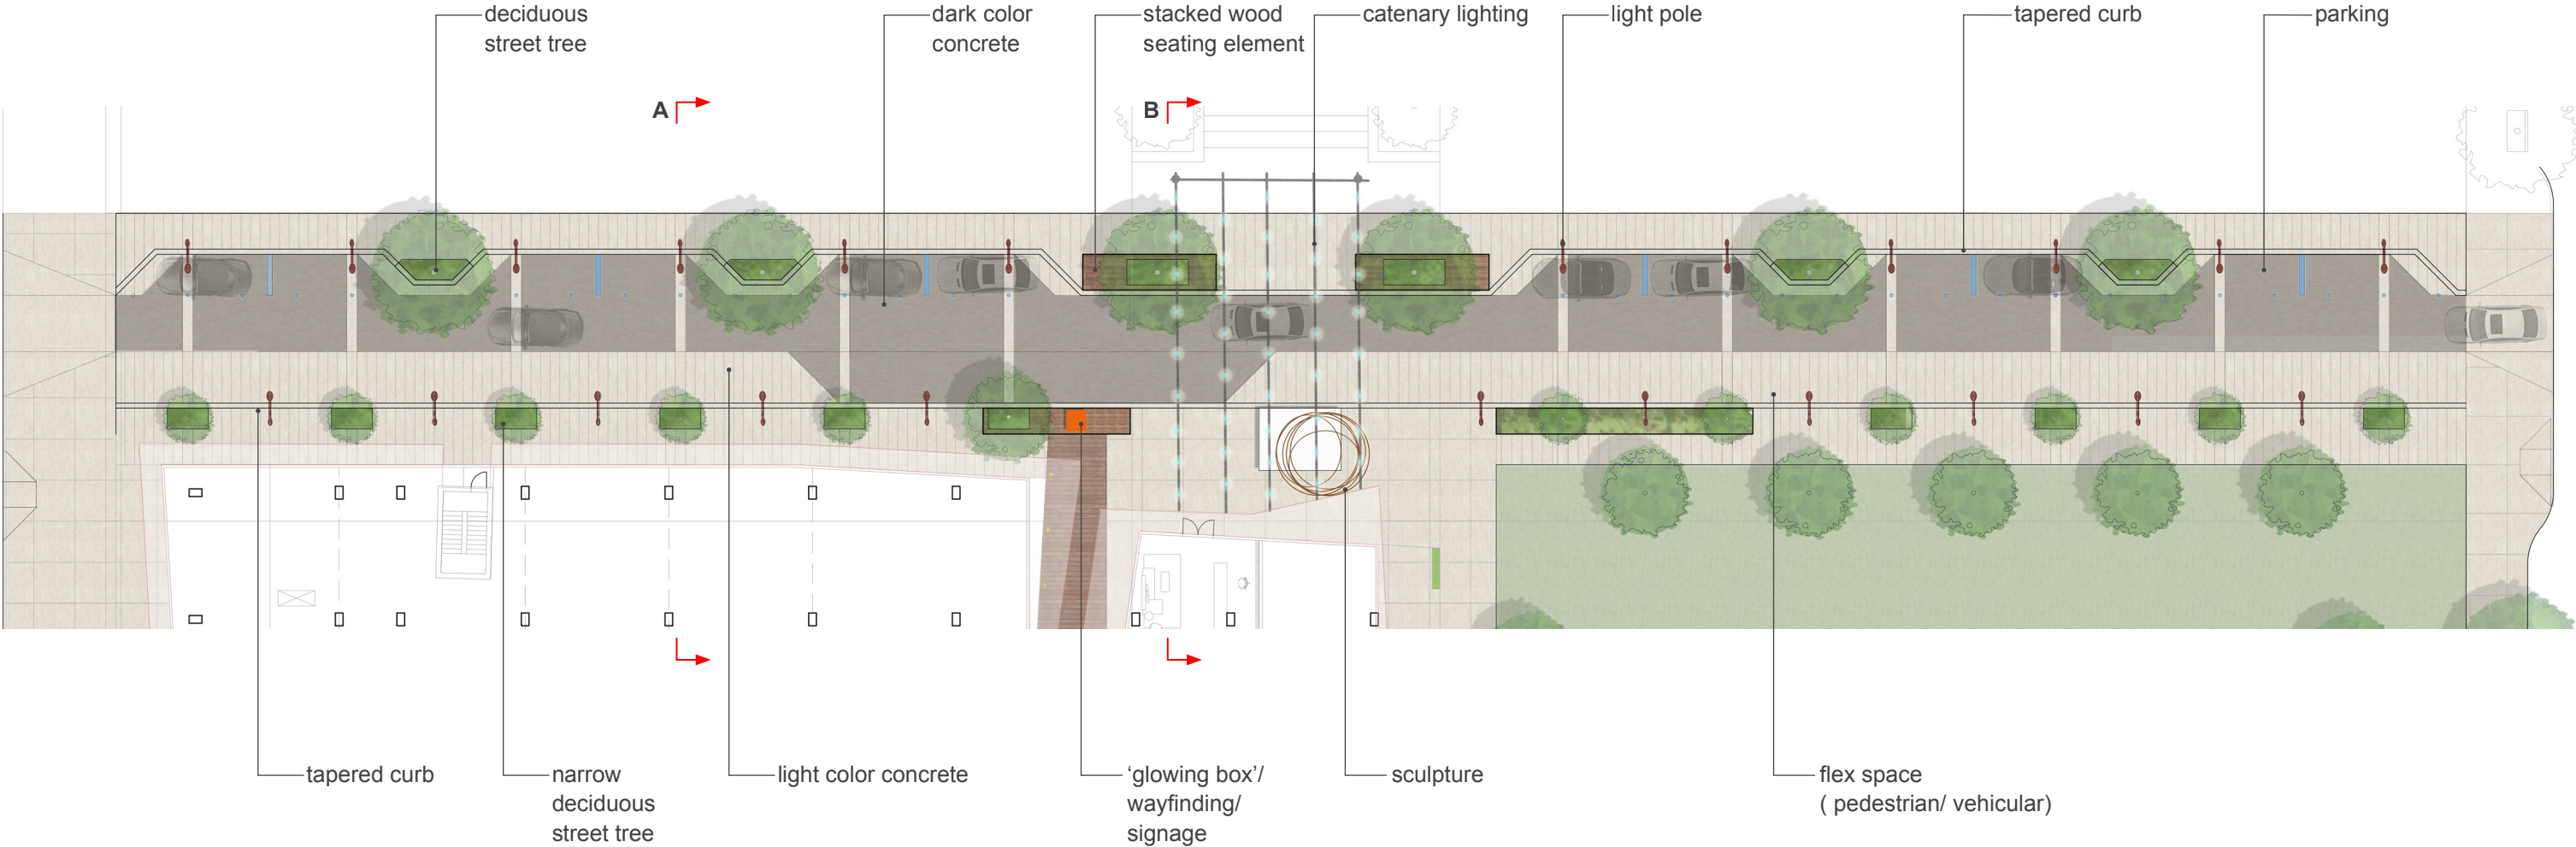 deciduous
street tree
dark color
concrete
stacked wood
seating element
catenary lighting
light pole
tapered curb
parking
A
B
tapered curb
narrow
deciduous
street tree
light color concrete
‘glowing box’/
wayfinding/
signage
sculpture
flex space
( pedestrian/ vehicular)